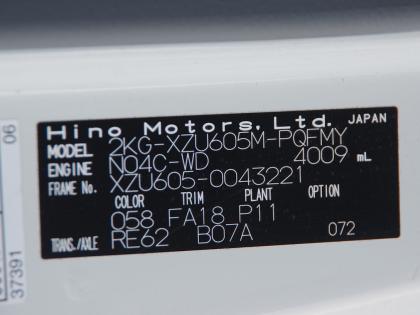 Hino Motors, Ltd. JAPAN
MODEL 2KG-XZU605M-PQFMY
ENGINE N04C-WD 4009 mL
FRAME No. XZU605-0043221
COLOR TRIM PLANT OPTION
058 FA18 P11
TRANS./AXLE RE62 B07A 072
06
37391